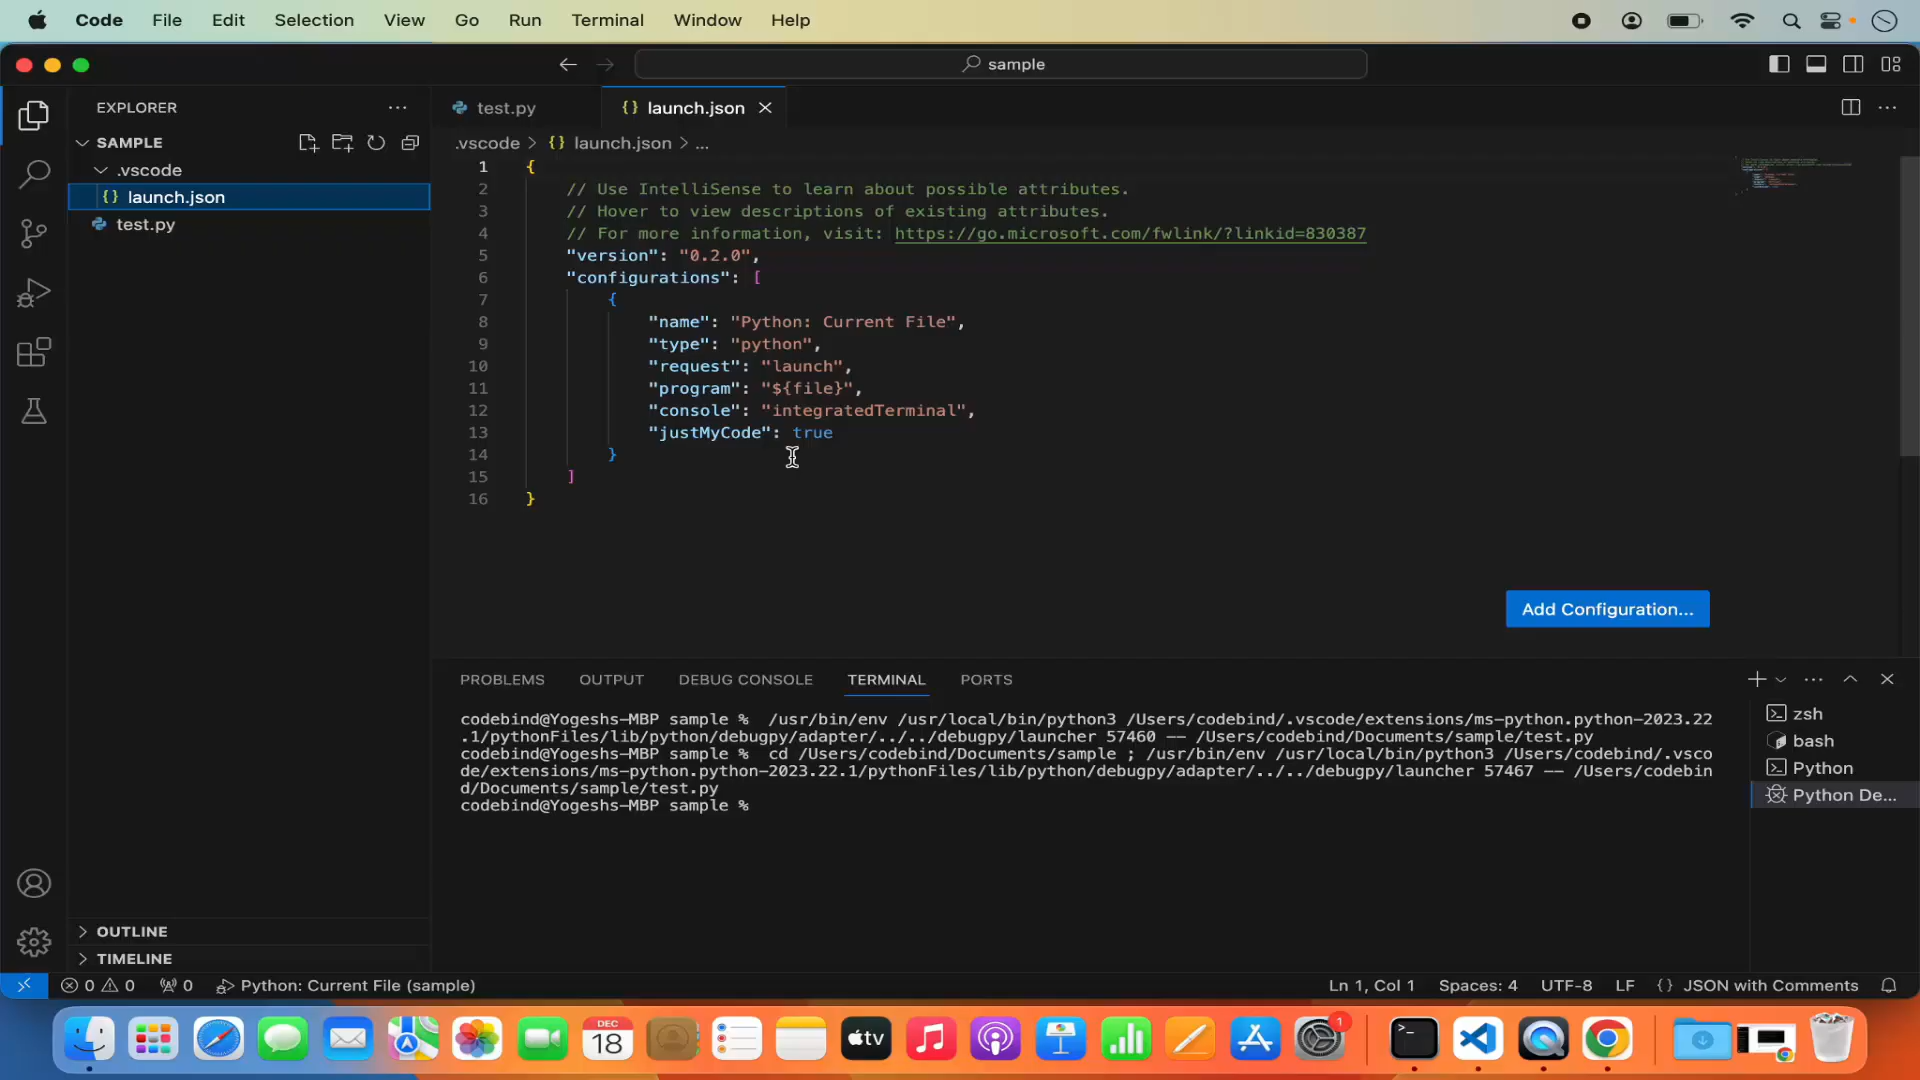 Code File Edit Selection View Go Run Terminal Window Help
sample
EXPLORER
SAMPLE
.vscode
launch.json
test.py
OUTLINE
TIMELINE
test.py launch.json
.vscode > {} launch.json > ...
1 {
2 // Use IntelliSense to learn about possible attributes.
3 // Hover to view descriptions of existing attributes.
4 // For more information, visit: https://go.microsoft.com/fwlink/?linkid=830387
5 "version": "0.2.0",
6 "configurations": [
7 {
8 "name": "Python: Current File",
9 "type": "python",
10 "request": "launch",
11 "program": "${file}",
12 "console": "integratedTerminal",
13 "justMyCode": true
14 }
15 ]
16 }
Add Configuration...
PROBLEMS OUTPUT DEBUG CONSOLE TERMINAL PORTS
codebind@Yogeshs-MBP sample % /usr/bin/env /usr/local/bin/python3 /Users/codebind/.vscode/extensions/ms-python.python-2023.22
.1/pythonFiles/lib/python/debugpy/adapter/../../debugpy/launcher 57460 -- /Users/codebind/Documents/sample/test.py
codebind@Yogeshs-MBP sample % cd /Users/codebind/Documents/sample ; /usr/bin/env /usr/local/bin/python3 /Users/codebind/.vsco
de/extensions/ms-python.python-2023.22.1/pythonFiles/lib/python/debugpy/adapter/../../debugpy/launcher 57467 -- /Users/codebin
d/Documents/sample/test.py
codebind@Yogeshs-MBP sample %
zsh
bash
Python
Python De...
0 0 0 Python: Current File (sample) Ln 1, Col 1 Spaces: 4 UTF-8 LF {} JSON with Comments
DEC
18
tv
1